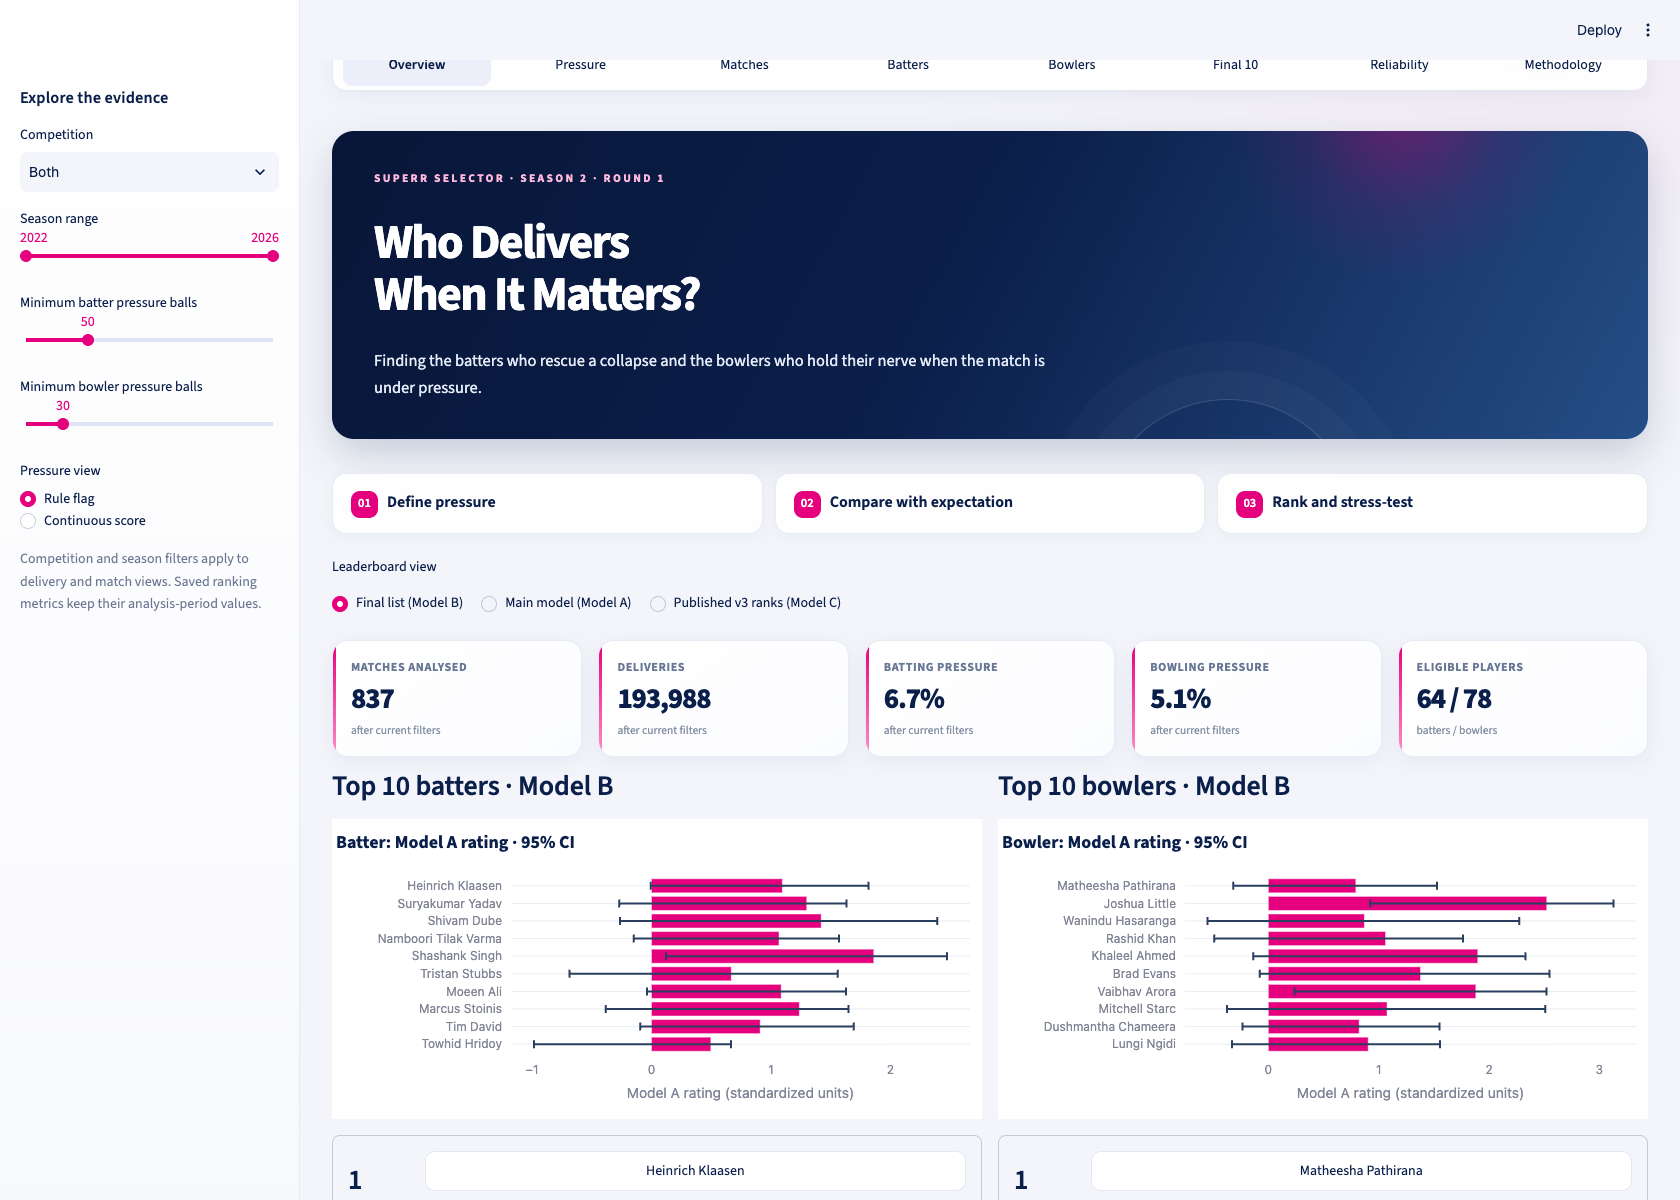 Deploy
Overview
Pressure
Matches
Batters
Bowlers
Final 10
Reliability
Methodology
Explore the evidence
Competition
Both
Season range
2022
2026
Minimum batter pressure balls
50
Minimum bowler pressure balls
30
Pressure view
Rule flag
Continuous score
Competition and season filters apply to
delivery and match views. Saved ranking
metrics keep their analysis-period values.
SUPERR SELECTOR · SEASON 2 · ROUND 1
Who Delivers
When It Matters?
Finding the batters who rescue a collapse and the bowlers who hold their nerve when the match is
under pressure.
01 Define pressure
02 Compare with expectation
03 Rank and stress-test
Leaderboard view
Final list (Model B)
Main model (Model A)
Published v3 ranks (Model C)
MATCHES ANALYSED
837
after current filters
DELIVERIES
193,988
after current filters
BATTING PRESSURE
6.7%
after current filters
BOWLING PRESSURE
5.1%
after current filters
ELIGIBLE PLAYERS
64 / 78
batters / bowlers
Top 10 batters · Model B
Batter: Model A rating · 95% CI
Heinrich Klaasen
Suryakumar Yadav
Shivam Dube
Namboori Tilak Varma
Shashank Singh
Tristan Stubbs
Moeen Ali
Marcus Stoinis
Tim David
Towhid Hridoy
−1 0 1 2
Model A rating (standardized units)
Top 10 bowlers · Model B
Bowler: Model A rating · 95% CI
Matheesha Pathirana
Joshua Little
Wanindu Hasaranga
Rashid Khan
Khaleel Ahmed
Brad Evans
Vaibhav Arora
Mitchell Starc
Dushmantha Chameera
Lungi Ngidi
0 1 2 3
Model A rating (standardized units)
1
Heinrich Klaasen
1
Matheesha Pathirana